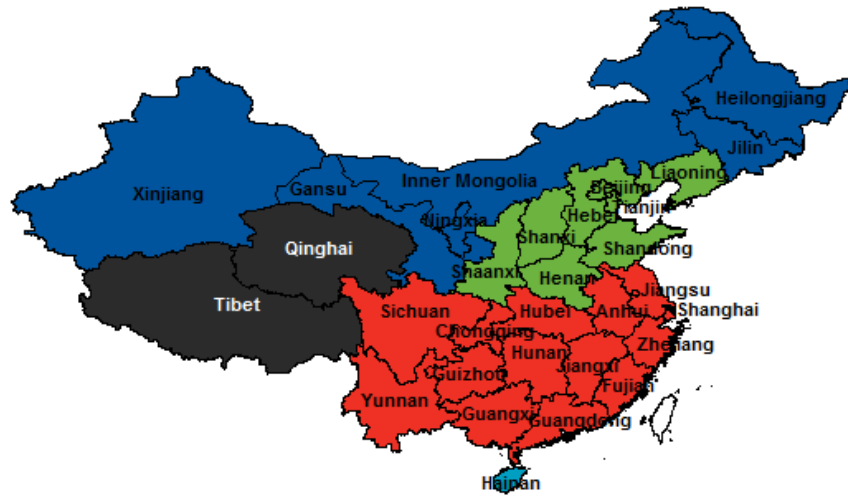 Heilongjiang
Jilin
Liaoning
Inner Mongolia
Xinjiang
Gansu
Beijing
Tianjin
Ningxia
Hebei
Shanxi
Qinghai
Shandong
Shaanxi
Henan
Jiangsu
Tibet
Sichuan
Hubei
Anhui
Shanghai
Chongqing
Hunan
Zhejiang
Jiangxi
Guizhou
Fujian
Yunnan
Guangxi
Guangdong
Hainan